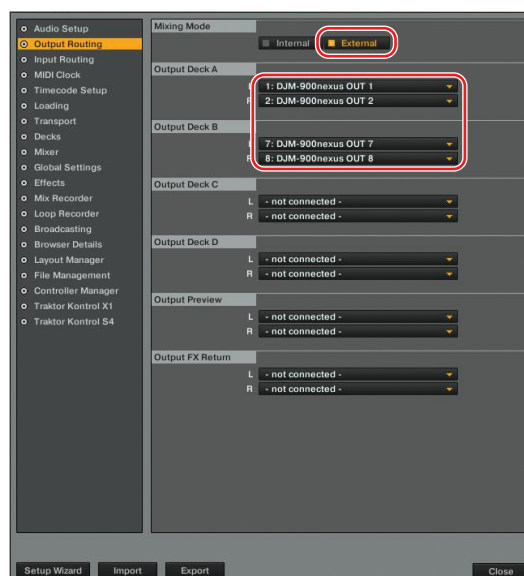 Audio Setup
Output Routing
Input Routing
MIDI Clock
Timecode Setup
Loading
Transport
Decks
Mixer
Global Settings
Effects
Mix Recorder
Loop Recorder
Broadcasting
Browser Details
Layout Manager
File Management
Controller Manager
Traktor Kontrol X1
Traktor Kontrol S4
Mixing Mode
Internal External
Output Deck A
L 1: DJM-900nexus OUT 1
R 2: DJM-900nexus OUT 2
Output Deck B
L 7: DJM-900nexus OUT 7
R 8: DJM-900nexus OUT 8
Output Deck C
L - not connected -
R - not connected -
Output Deck D
L - not connected -
R - not connected -
Output Preview
L - not connected -
R - not connected -
Output FX Return
L - not connected -
R - not connected -
Setup Wizard Import Export Close